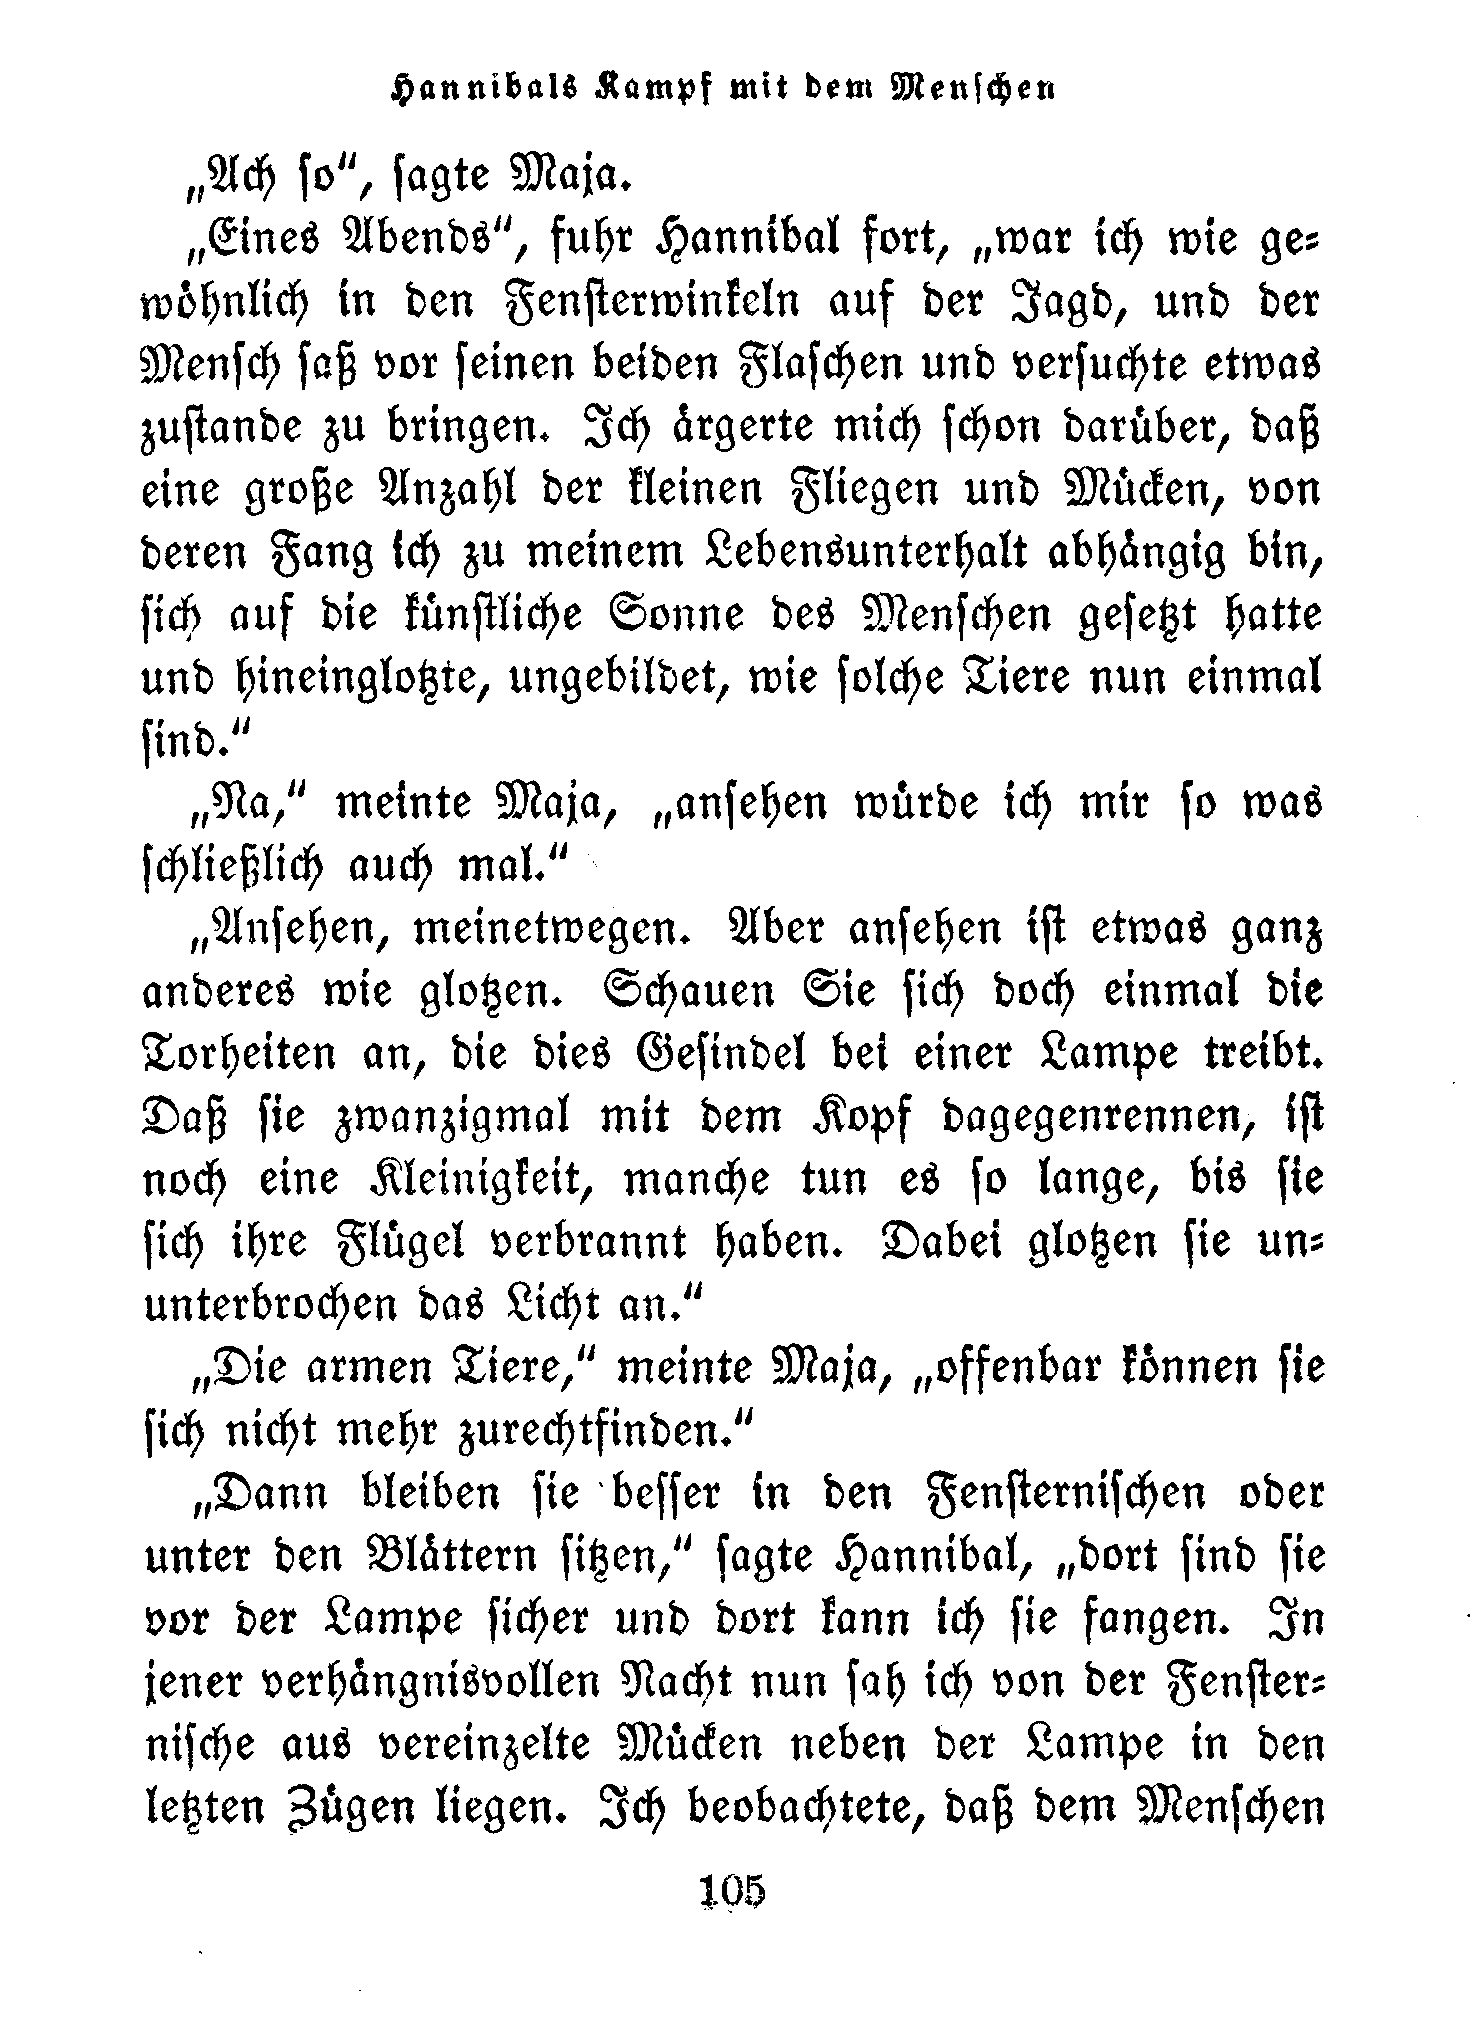 Hannibals Kampf mit dem Menschen
„Ach so“, sagte Maja.
„Eines Abends“, fuhr Hannibal fort, „war ich wie ge-
wöhnlich in den Fensterwinkeln auf der Jagd, und der
Mensch saß vor seinen beiden Flaschen und versuchte etwas
zustande zu bringen. Ich ärgerte mich schon darüber, daß
eine große Anzahl der kleinen Fliegen und Mücken, von
deren Fang ich zu meinem Lebensunterhalt abhängig bin,
sich auf die künstliche Sonne des Menschen gesetzt hatte
und hineinglotzte, ungebildet, wie solche Tiere nun einmal
sind.“
„Na,“ meinte Maja, „ansehen würde ich mir so was
schließlich auch mal.“
„Ansehen, meinetwegen. Aber ansehen ist etwas ganz
anderes wie glotzen. Schauen Sie sich doch einmal die
Torheiten an, die dies Gesindel bei einer Lampe treibt.
Daß sie zwanzigmal mit dem Kopf dagegenrennen, ist
noch eine Kleinigkeit, manche tun es so lange, bis sie
sich ihre Flügel verbrannt haben. Dabei glotzen sie un-
unterbrochen das Licht an.“
„Die armen Tiere,“ meinte Maja, „offenbar können sie
sich nicht mehr zurechtfinden.“
„Dann bleiben sie besser in den Fensternischen oder
unter den Blättern sitzen,“ sagte Hannibal, „dort sind sie
vor der Lampe sicher und dort kann ich sie fangen. In
jener verhängnisvollen Nacht nun sah ich von der Fenster-
nische aus vereinzelte Mücken neben der Lampe in den
letzten Zügen liegen. Ich beobachtete, daß dem Menschen
105